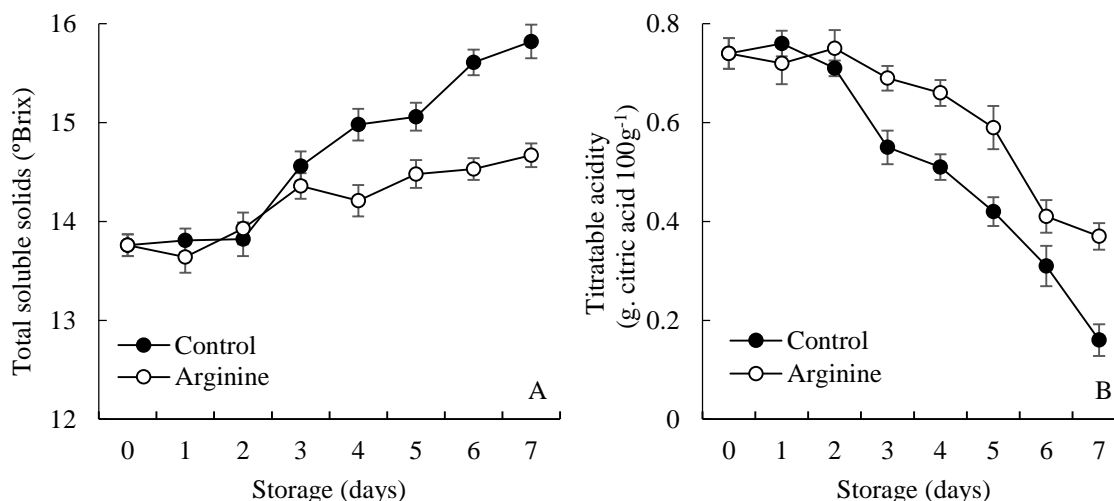 Total soluble solids (ºBrix)
16
15
14
13
12
Control
Arginine
A
0 1 2 3 4 5 6 7
Storage (days)
Titratable acidity
(g. citric acid 100g-1)
0.8
0.6
0.4
0.2
0
Control
Arginine
B
0 1 2 3 4 5 6 7
Storage (days)